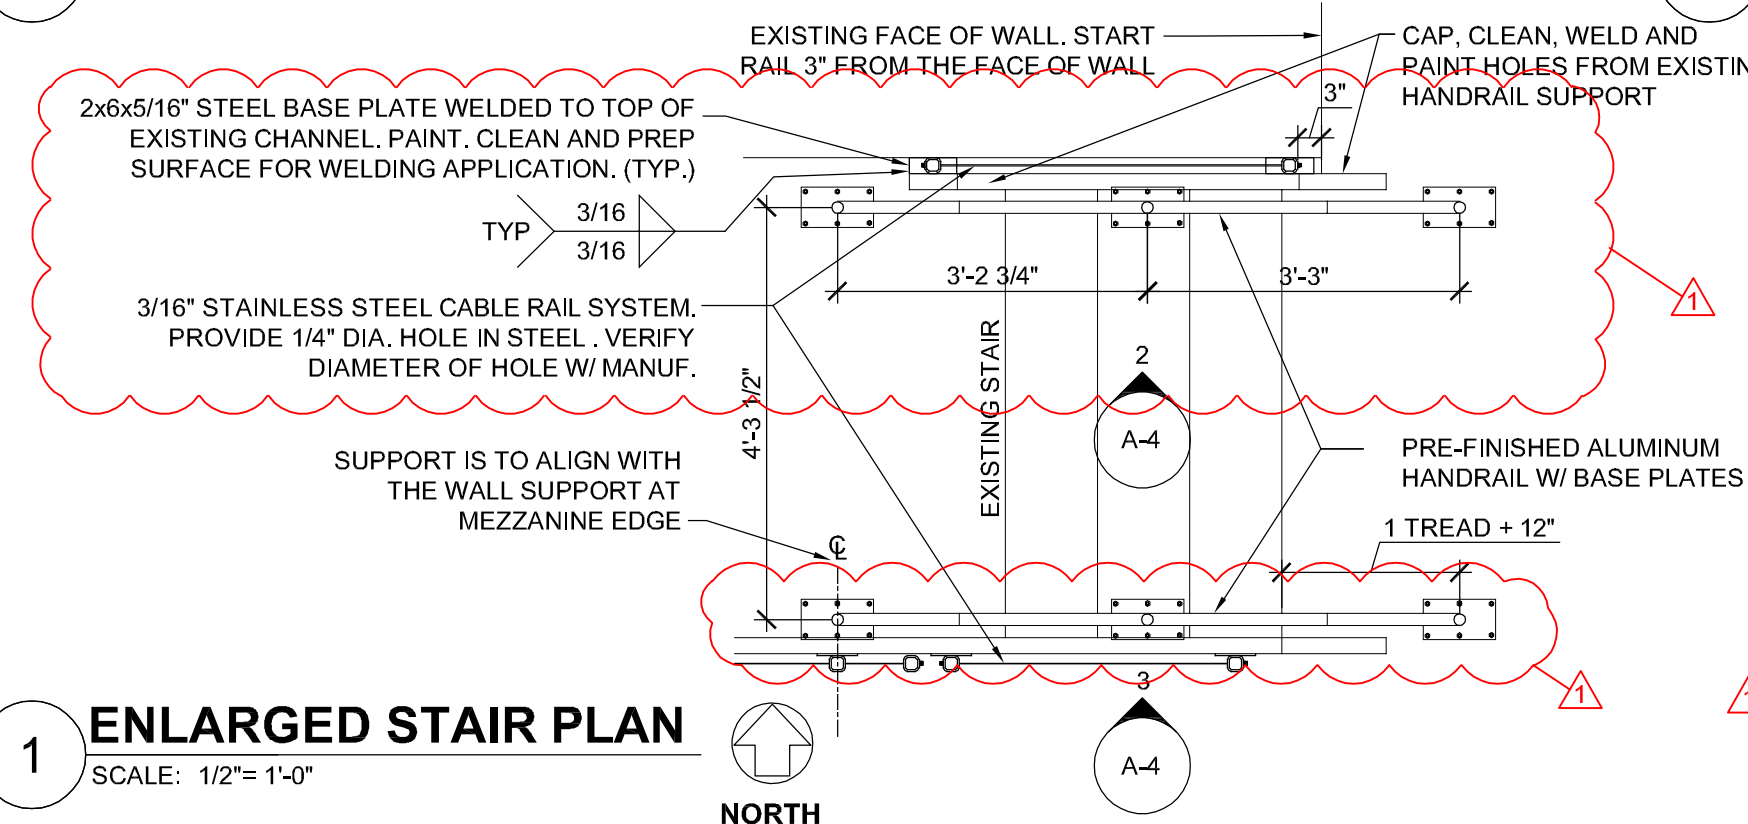 EXISTING FACE OF WALL. START
RAIL 3" FROM THE FACE OF WALL
CAP, CLEAN, WELD AND
PAINT HOLES FROM EXISTIN
HANDRAIL SUPPORT
2x6x5/16" STEEL BASE PLATE WELDED TO TOP OF
EXISTING CHANNEL. PAINT. CLEAN AND PREP
SURFACE FOR WELDING APPLICATION. (TYP.)
3"
TYP
3/16
3/16
3'-2 3/4"
3'-3"
1
3/16" STAINLESS STEEL CABLE RAIL SYSTEM.
PROVIDE 1/4" DIA. HOLE IN STEEL . VERIFY
DIAMETER OF HOLE W/ MANUF.
4'-3 1/2"
EXISTING STAIR
2
A-4
SUPPORT IS TO ALIGN WITH
THE WALL SUPPORT AT
MEZZANINE EDGE
PRE-FINISHED ALUMINUM
HANDRAIL W/ BASE PLATES
1 TREAD + 12"
℄
3
A-4
1
1
1
ENLARGED STAIR PLAN
SCALE: 1/2"= 1'-0"
NORTH